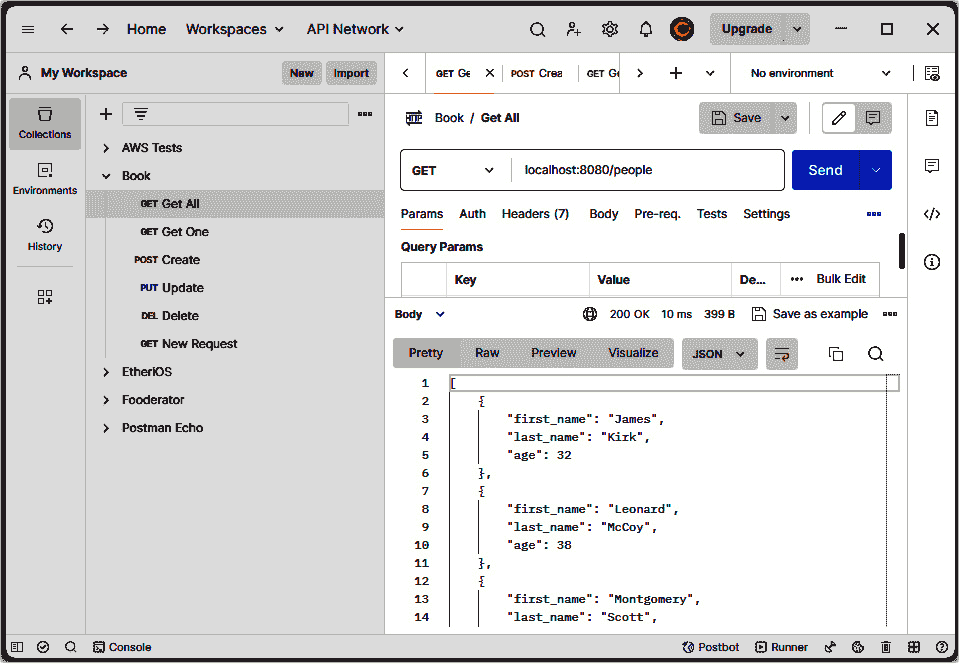 Home Workspaces API Network Upgrade
My Workspace New Import GET Ge POST Crea GET Ge No environment
Collections
Environments
History
AWS Tests
Book
GET Get All
GET Get One
POST Create
PUT Update
DEL Delete
GET New Request
EtherIOS
Fooderator
Postman Echo
HTTP Book / Get All Save
GET localhost:8080/people Send
Params Auth Headers (7) Body Pre-req. Tests Settings
Query Params
Key Value De... Bulk Edit
Body 200 OK 10 ms 399 B Save as example
Pretty Raw Preview Visualize JSON
1 [
2 {
3 "first_name": "James",
4 "last_name": "Kirk",
5 "age": 32
6 },
7 {
8 "first_name": "Leonard",
9 "last_name": "McCoy",
10 "age": 38
11 },
12 {
13 "first_name": "Montgomery",
14 "last_name": "Scott",
Console Postbot Runner